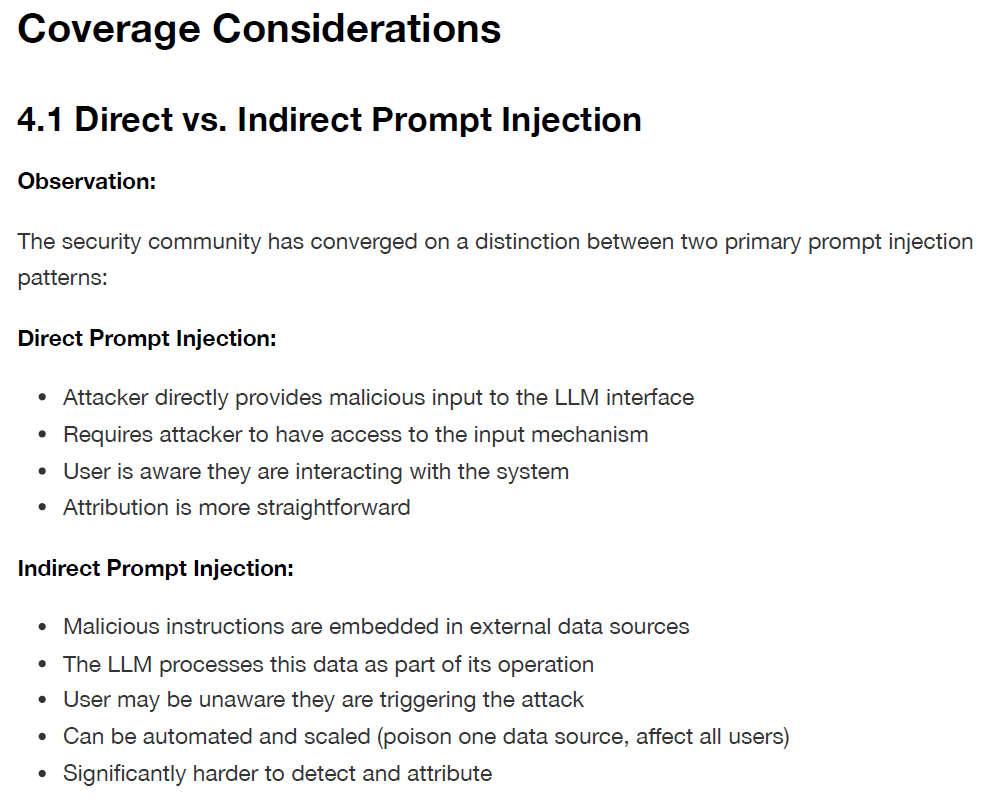 Coverage Considerations
4.1 Direct vs. Indirect Prompt Injection
Observation:
The security community has converged on a distinction between two primary prompt injection
patterns:
Direct Prompt Injection:
• Attacker directly provides malicious input to the LLM interface
• Requires attacker to have access to the input mechanism
• User is aware they are interacting with the system
• Attribution is more straightforward
Indirect Prompt Injection:
• Malicious instructions are embedded in external data sources
• The LLM processes this data as part of its operation
• User may be unaware they are triggering the attack
• Can be automated and scaled (poison one data source, affect all users)
• Significantly harder to detect and attribute